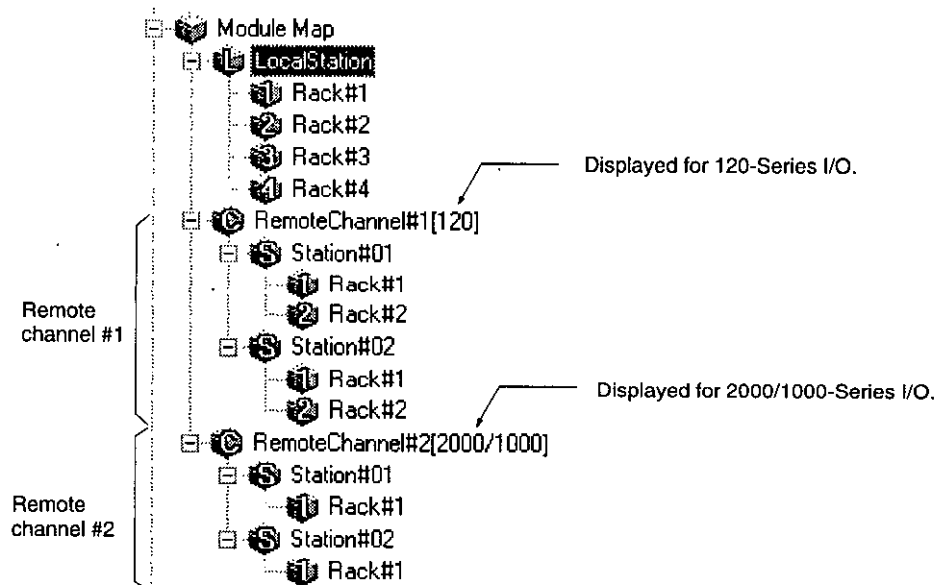 Module Map
LocalStation
Rack#1
Rack#2
Rack#3
Rack#4
Displayed for 120-Series I/O.
RemoteChannel#1[120]
Station#01
Rack#1
Rack#2
Remote
channel #1
Station#02
Rack#1
Rack#2
Displayed for 2000/1000-Series I/O.
RemoteChannel#2[2000/1000]
Station#01
Rack#1
Remote
channel #2
Station#02
Rack#1